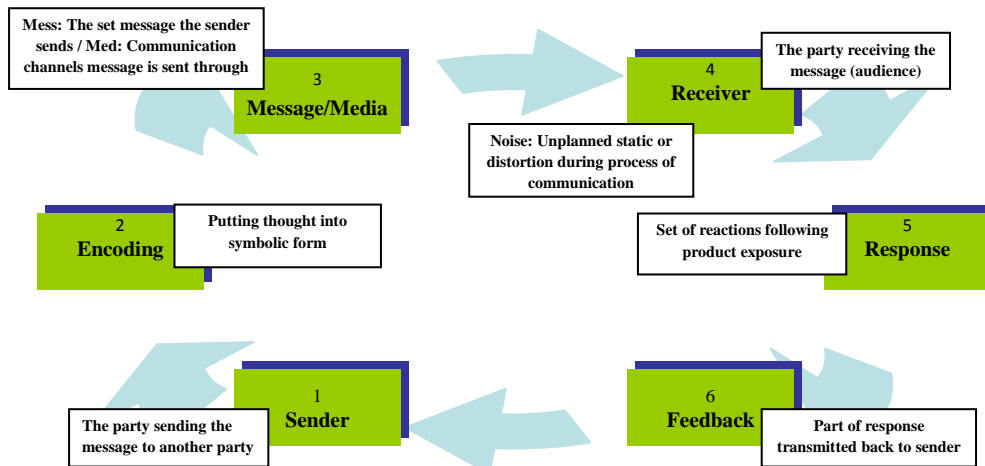 Mess: The set message the sender
sends / Med: Communication
channels message is sent through
3
Message/Media
4
Receiver
The party receiving the
message (audience)
Noise: Unplanned static or
distortion during process of
communication
2
Encoding
Putting thought into
symbolic form
Set of reactions following
product exposure
5
Response
1
Sender
The party sending the
message to another party
6
Feedback
Part of response
transmitted back to sender